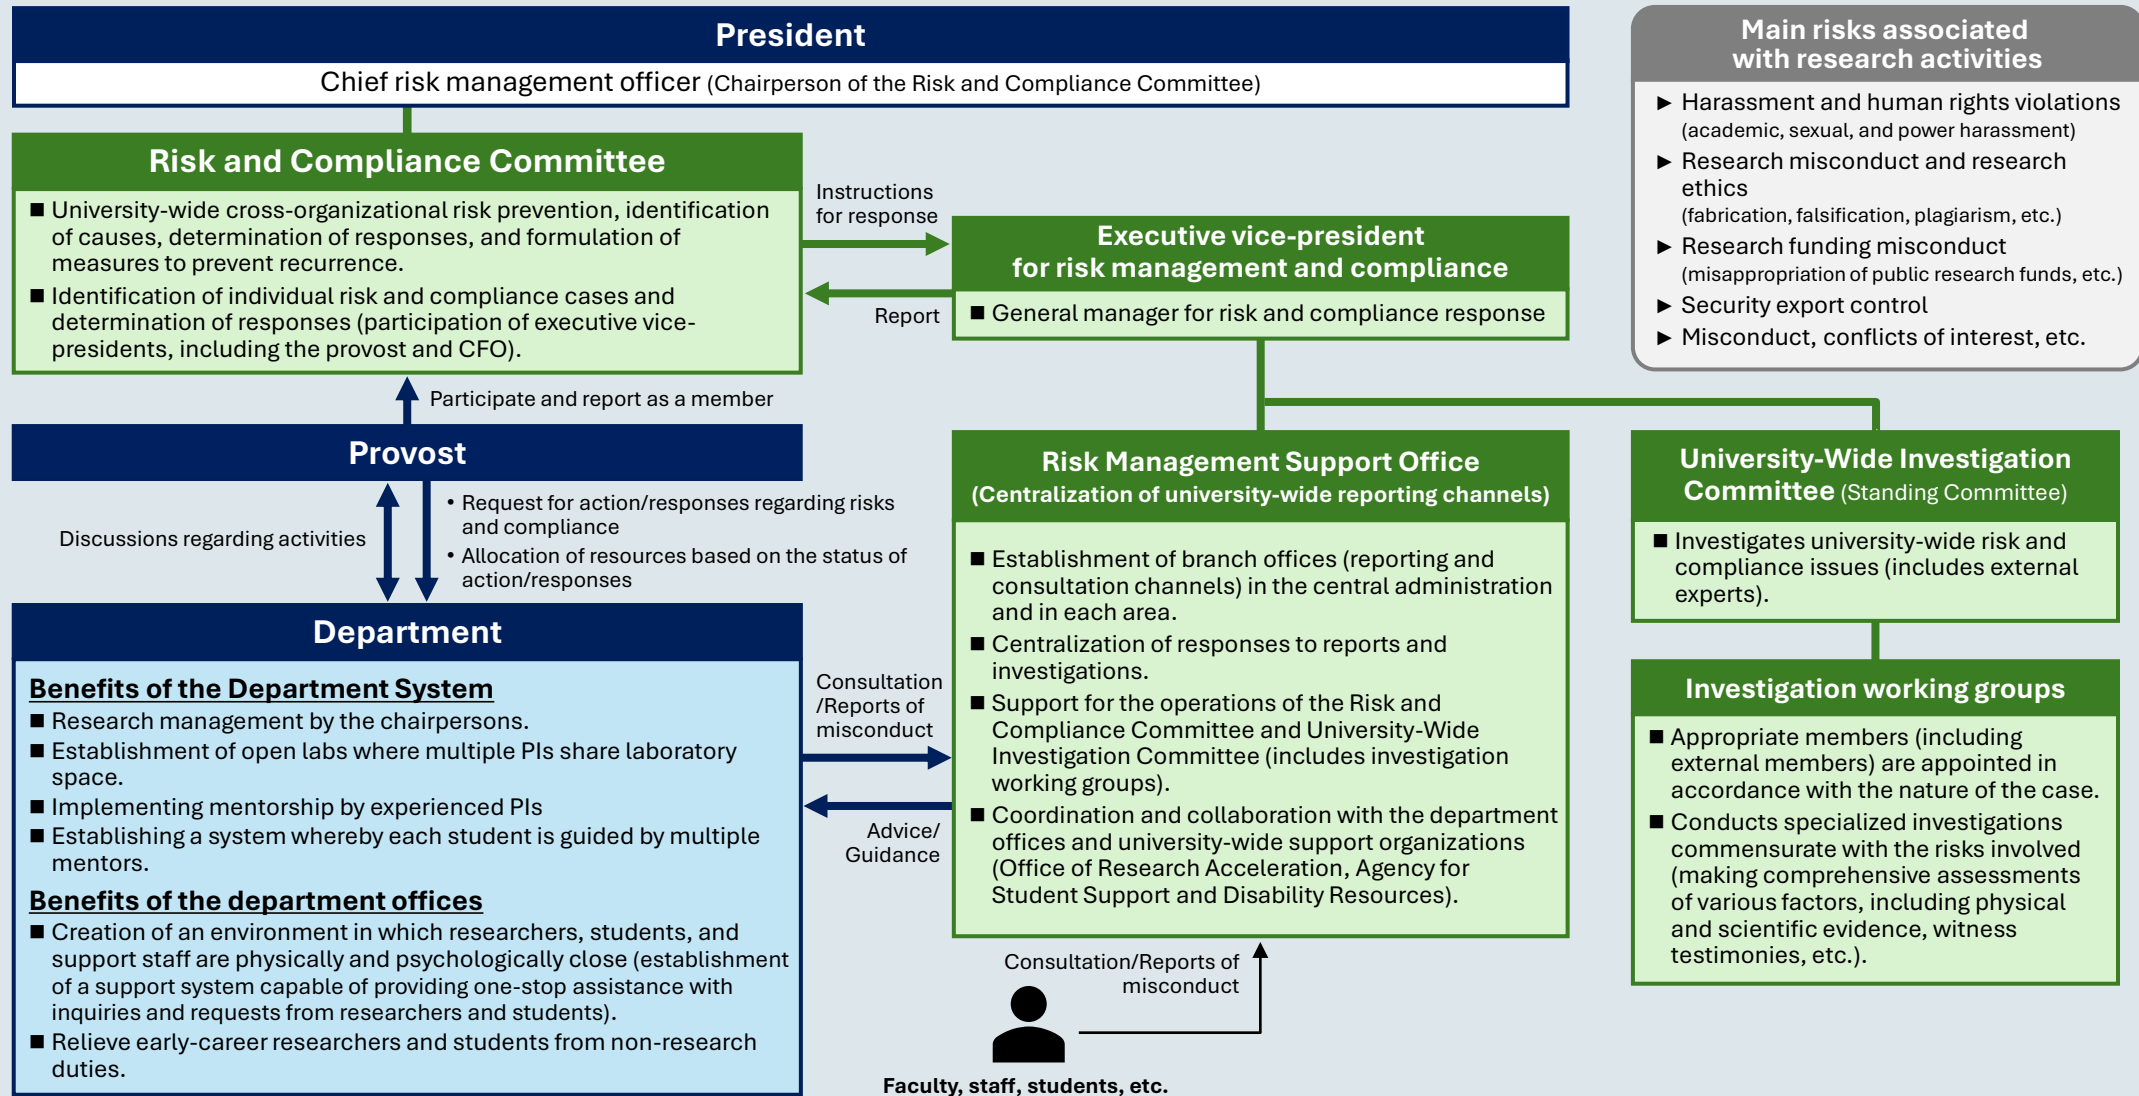 President
Chief risk management officer (Chairperson of the Risk and Compliance Committee)
Risk and Compliance Committee
■ University-wide cross-organizational risk prevention, identification
of causes, determination of responses, and formulation of
measures to prevent recurrence.
■ Identification of individual risk and compliance cases and
determination of responses (participation of executive vice-
presidents, including the provost and CFO).
Instructions
for response
Report
Executive vice-president
for risk management and compliance
■ General manager for risk and compliance response
Main risks associated
with research activities
► Harassment and human rights violations
(academic, sexual, and power harassment)
► Research misconduct and research
ethics
(fabrication, falsification, plagiarism, etc.)
► Research funding misconduct
(misappropriation of public research funds, etc.)
► Security export control
► Misconduct, conflicts of interest, etc.
Participate and report as a member
Provost
Discussions regarding activities
• Request for action/responses regarding risks
and compliance
• Allocation of resources based on the status of
action/responses
Department
Benefits of the Department System
■ Research management by the chairpersons.
■ Establishment of open labs where multiple PIs share laboratory
space.
■ Implementing mentorship by experienced PIs
■ Establishing a system whereby each student is guided by multiple
mentors.
Benefits of the department offices
■ Creation of an environment in which researchers, students, and
support staff are physically and psychologically close (establishment
of a support system capable of providing one-stop assistance with
inquiries and requests from researchers and students).
■ Relieve early-career researchers and students from non-research
duties.
Consultation
/Reports of
misconduct
Advice/
Guidance
Risk Management Support Office
(Centralization of university-wide reporting channels)
■ Establishment of branch offices (reporting and
consultation channels) in the central administration
and in each area.
■ Centralization of responses to reports and
investigations.
■ Support for the operations of the Risk and
Compliance Committee and University-Wide
Investigation Committee (includes investigation
working groups).
■ Coordination and collaboration with the department
offices and university-wide support organizations
(Office of Research Acceleration, Agency for
Student Support and Disability Resources).
Consultation/Reports of
misconduct
Faculty, staff, students, etc.
University-Wide Investigation
Committee (Standing Committee)
■ Investigates university-wide risk and
compliance issues (includes external
experts).
Investigation working groups
■ Appropriate members (including
external members) are appointed in
accordance with the nature of the case.
■ Conducts specialized investigations
commensurate with the risks involved
(making comprehensive assessments
of various factors, including physical
and scientific evidence, witness
testimonies, etc.).